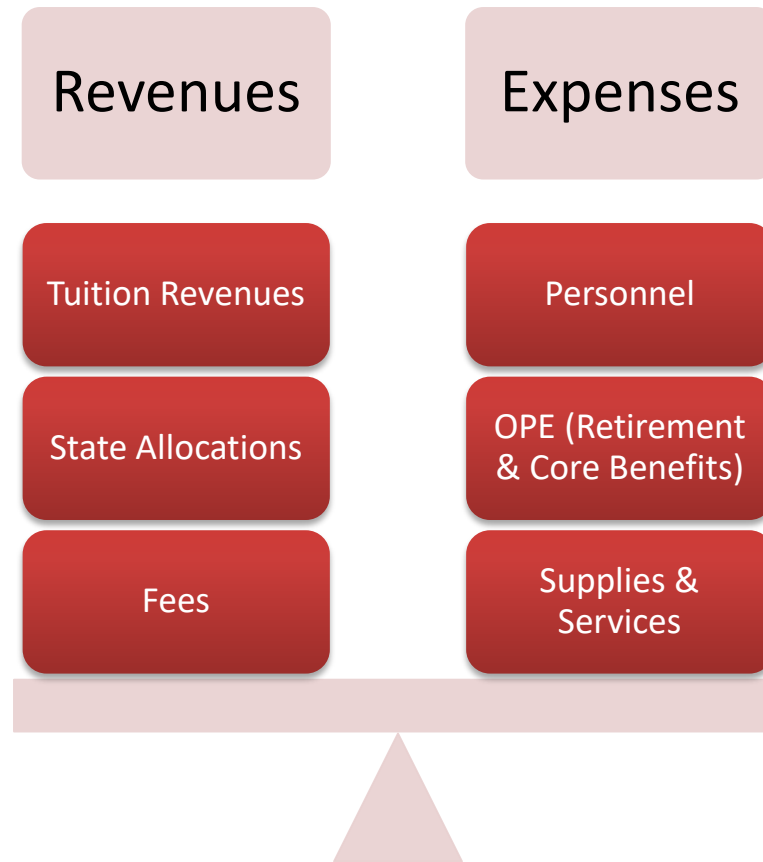 Revenues
Expenses
Tuition Revenues
Personnel
State Allocations
OPE (Retirement
& Core Benefits)
Fees
Supplies &
Services